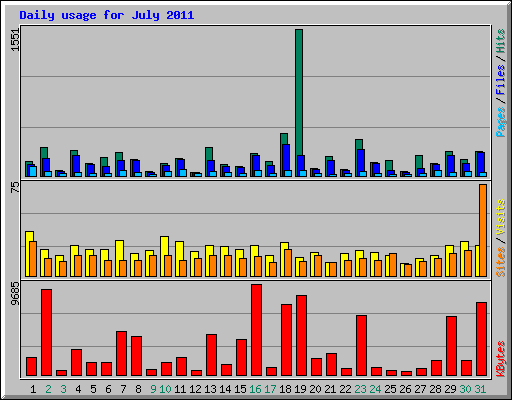 Daily usage for July 2011
1551
Pages / Files / Hits
75
Sites / Visits
9685
KBytes
1 2 3 4 5 6 7 8 9 10 11 12 13 14 15 16 17 18 19 20 21 22 23 24 25 26 27 28 29 30 31